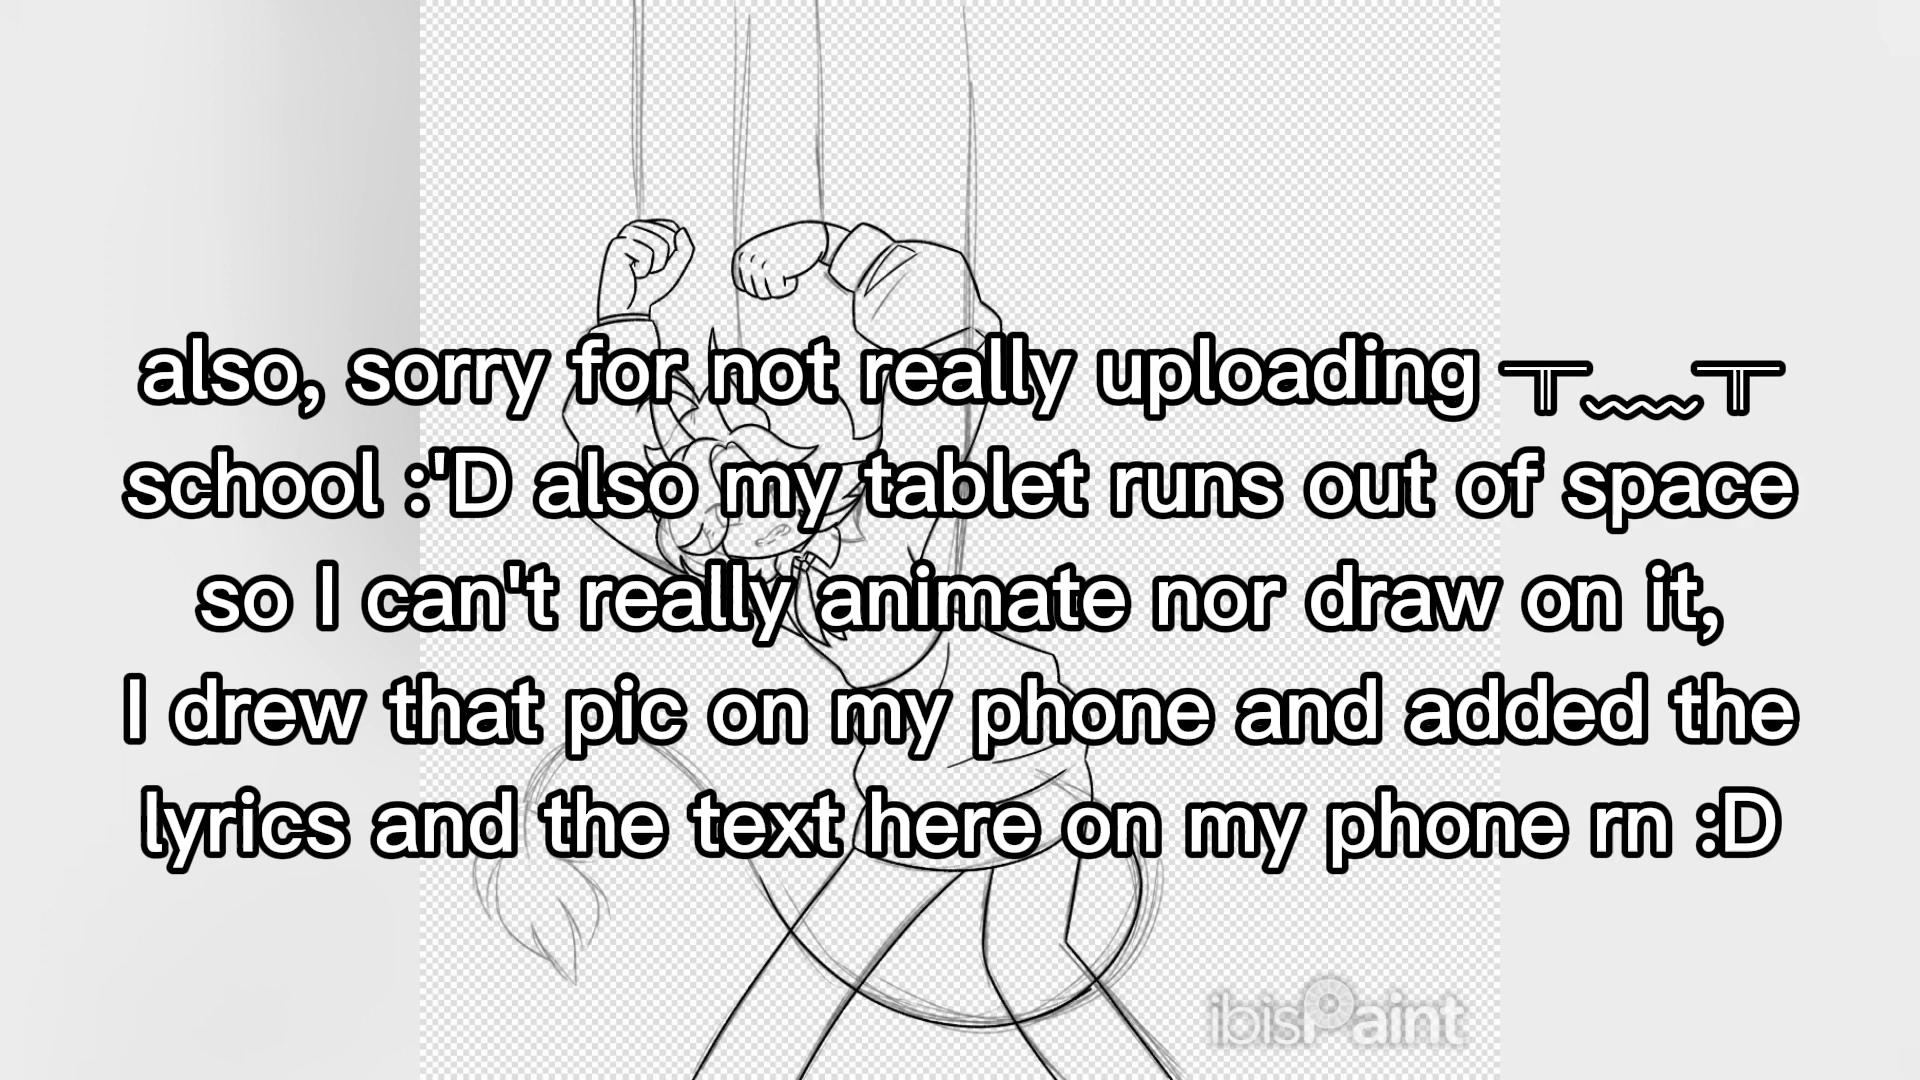 also, sorry for not really uploading ╥﹏╥
school :'D also my tablet runs out of space
so I can't really animate nor draw on it,
I drew that pic on my phone and added the
lyrics and the text here on my phone rn :D
ibisPaint